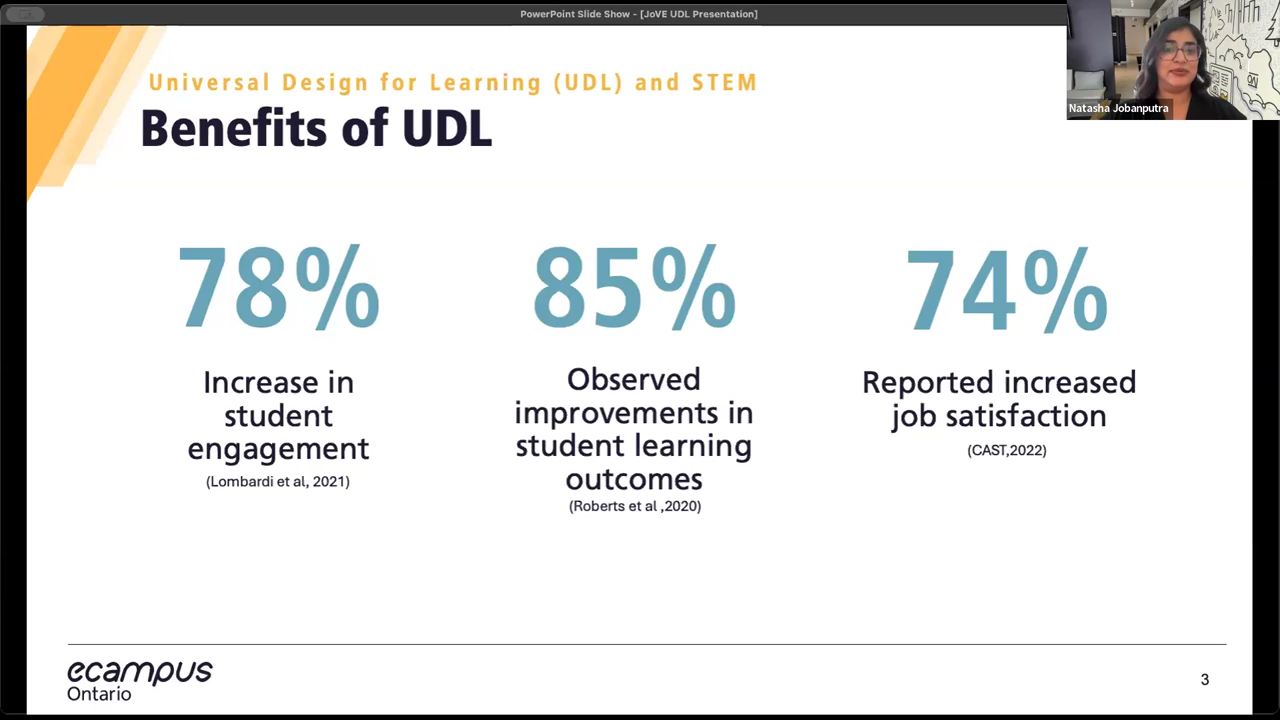 PowerPoint Slide Show - [JoVE UDL Presentation]
Natasha Jobanputra
Universal Design for Learning (UDL) and STEM
Benefits of UDL
78%
Increase in
student
engagement
(Lombardi et al, 2021)
85%
Observed
improvements in
student learning
outcomes
(Roberts et al ,2020)
74%
Reported increased
job satisfaction
(CAST,2022)
ecampus
Ontario
3